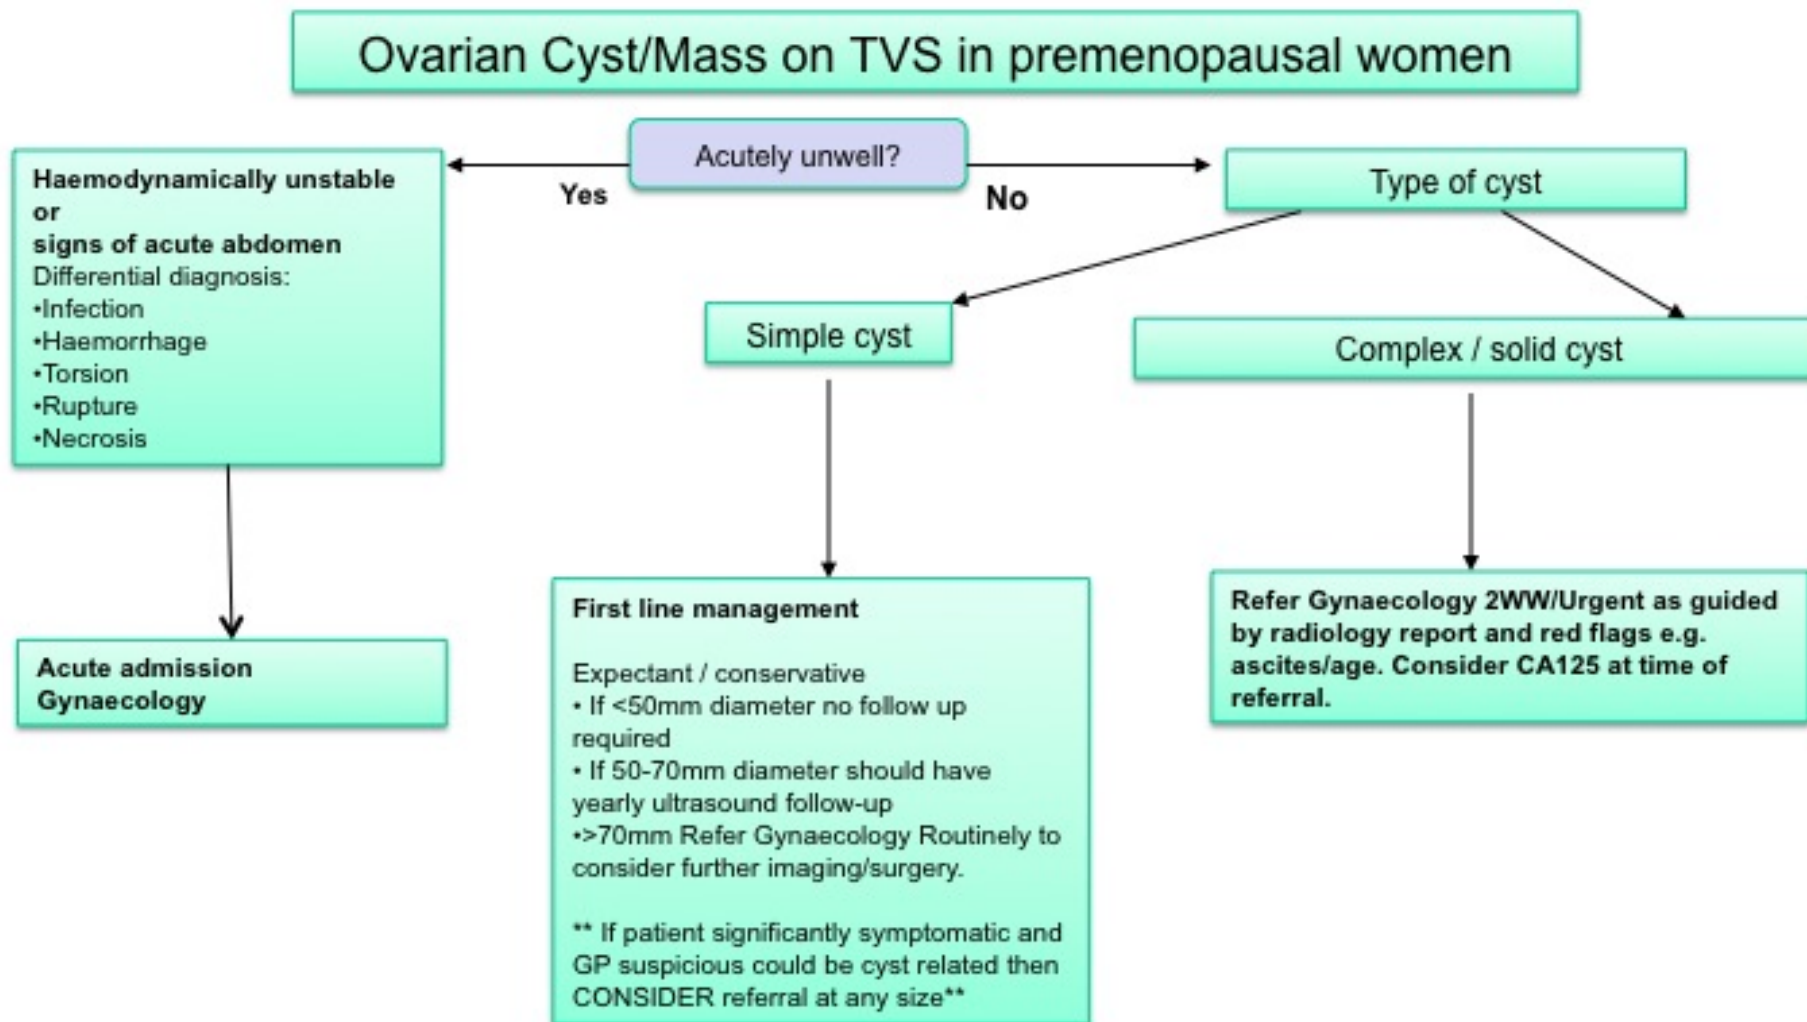 Ovarian Cyst/Mass on TVS in premenopausal women
Acutely unwell?
Yes
No
Haemodynamically unstable
or
signs of acute abdomen
Differential diagnosis:
•Infection
•Haemorrhage
•Torsion
•Rupture
•Necrosis
Acute admission
Gynaecology
Type of cyst
Simple cyst
Complex / solid cyst
First line management
Expectant / conservative
• If <50mm diameter no follow up
required
• If 50-70mm diameter should have
yearly ultrasound follow-up
•>70mm Refer Gynaecology Routinely to
consider further imaging/surgery.
** If patient significantly symptomatic and
GP suspicious could be cyst related then
CONSIDER referral at any size**
Refer Gynaecology 2WW/Urgent as guided
by radiology report and red flags e.g.
ascites/age. Consider CA125 at time of
referral.